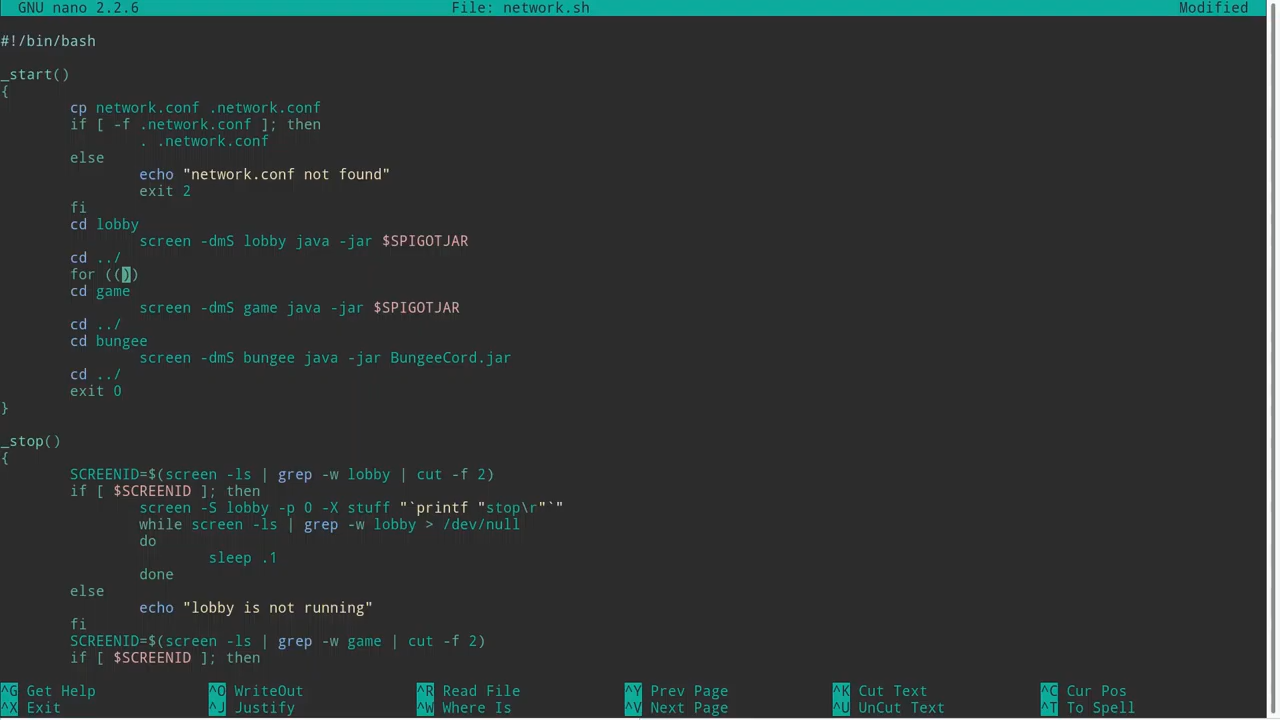 GNU nano 2.2.6 File: network.sh Modified
#!/bin/bash
_start()
{
cp network.conf .network.conf
if [ -f .network.conf ]; then
. .network.conf
else
echo "network.conf not found"
exit 2
fi
cd lobby
screen -dmS lobby java -jar $SPIGOTJAR
cd ../
for (())
cd game
screen -dmS game java -jar $SPIGOTJAR
cd ../
cd bungee
screen -dmS bungee java -jar BungeeCord.jar
cd ../
exit 0
}
_stop()
{
SCREENID=$(screen -ls | grep -w lobby | cut -f 2)
if [ $SCREENID ]; then
screen -S lobby -p 0 -X stuff "`printf "stop\r"`"
while screen -ls | grep -w lobby > /dev/null
do
sleep .1
done
else
echo "lobby is not running"
fi
SCREENID=$(screen -ls | grep -w game | cut -f 2)
if [ $SCREENID ]; then
^G Get Help ^O WriteOut ^R Read File ^Y Prev Page ^K Cut Text ^C Cur Pos
^X Exit ^J Justify ^W Where Is ^V Next Page ^U UnCut Text ^T To Spell